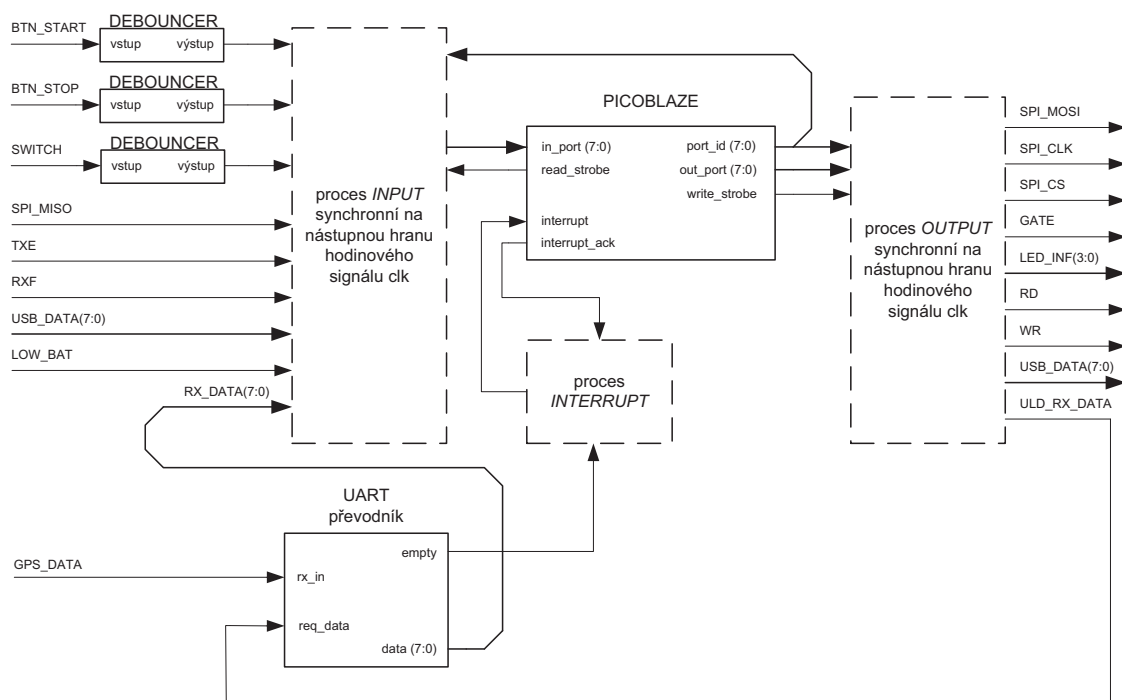 BTN_START
DEBOUNCER
vstup výstup
BTN_STOP
DEBOUNCER
vstup výstup
SWITCH
DEBOUNCER
vstup výstup
SPI_MISO
TXE
RXF
USB_DATA(7:0)
LOW_BAT
RX_DATA(7:0)
proces INPUT
synchronní na
nástupnou hranu
hodinového
signálu clk
PICOBLAZE
in_port (7:0)
read_strobe
interrupt
interrupt_ack
port_id (7:0)
out_port (7:0)
write_strobe
proces
INTERRUPT
proces OUTPUT
synchronní na
nástupnou hranu
hodinového
signálu clk
SPI_MOSI
SPI_CLK
SPI_CS
GATE
LED_INF(3:0)
RD
WR
USB_DATA(7:0)
ULD_RX_DATA
UART
převodník
GPS_DATA
empty
rx_in
req_data
data (7:0)